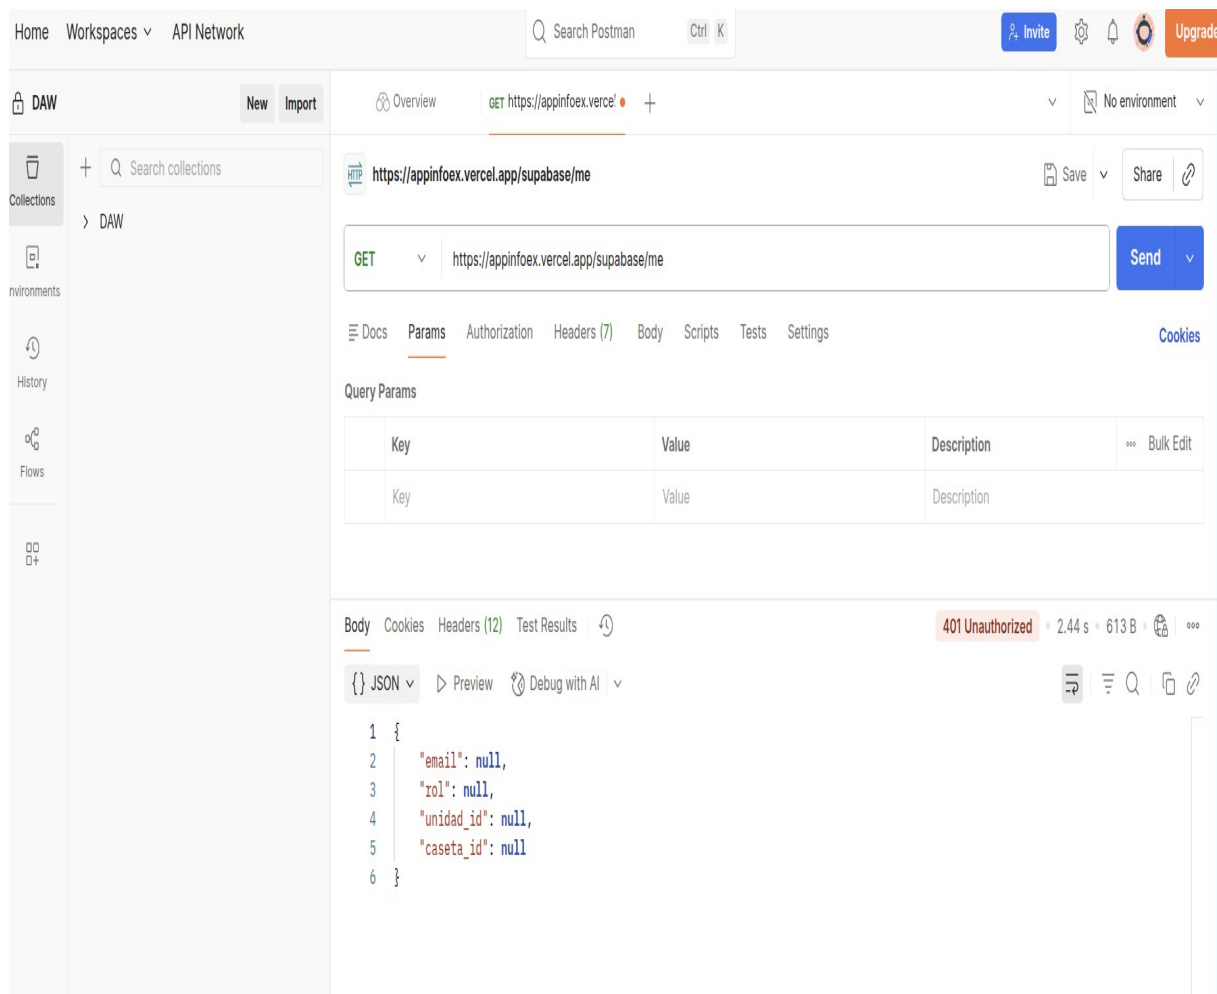 Home Workspaces API Network Search Postman Ctrl K Invite Upgrade
DAW New Import Overview GET https://appinfoex.vercel No environment
Collections
Search collections
DAW
nvironments
History
Flows
HTTP https://appinfoex.vercel.app/supabase/me Save Share
GET https://appinfoex.vercel.app/supabase/me Send
Docs Params Authorization Headers (7) Body Scripts Tests Settings Cookies
Query Params
Key Value Description Bulk Edit
Key Value Description
Body Cookies Headers (12) Test Results 401 Unauthorized 2.44 s 613 B
{} JSON Preview Debug with AI
1 {
2 "email": null,
3 "rol": null,
4 "unidad_id": null,
5 "caseta_id": null
6 }